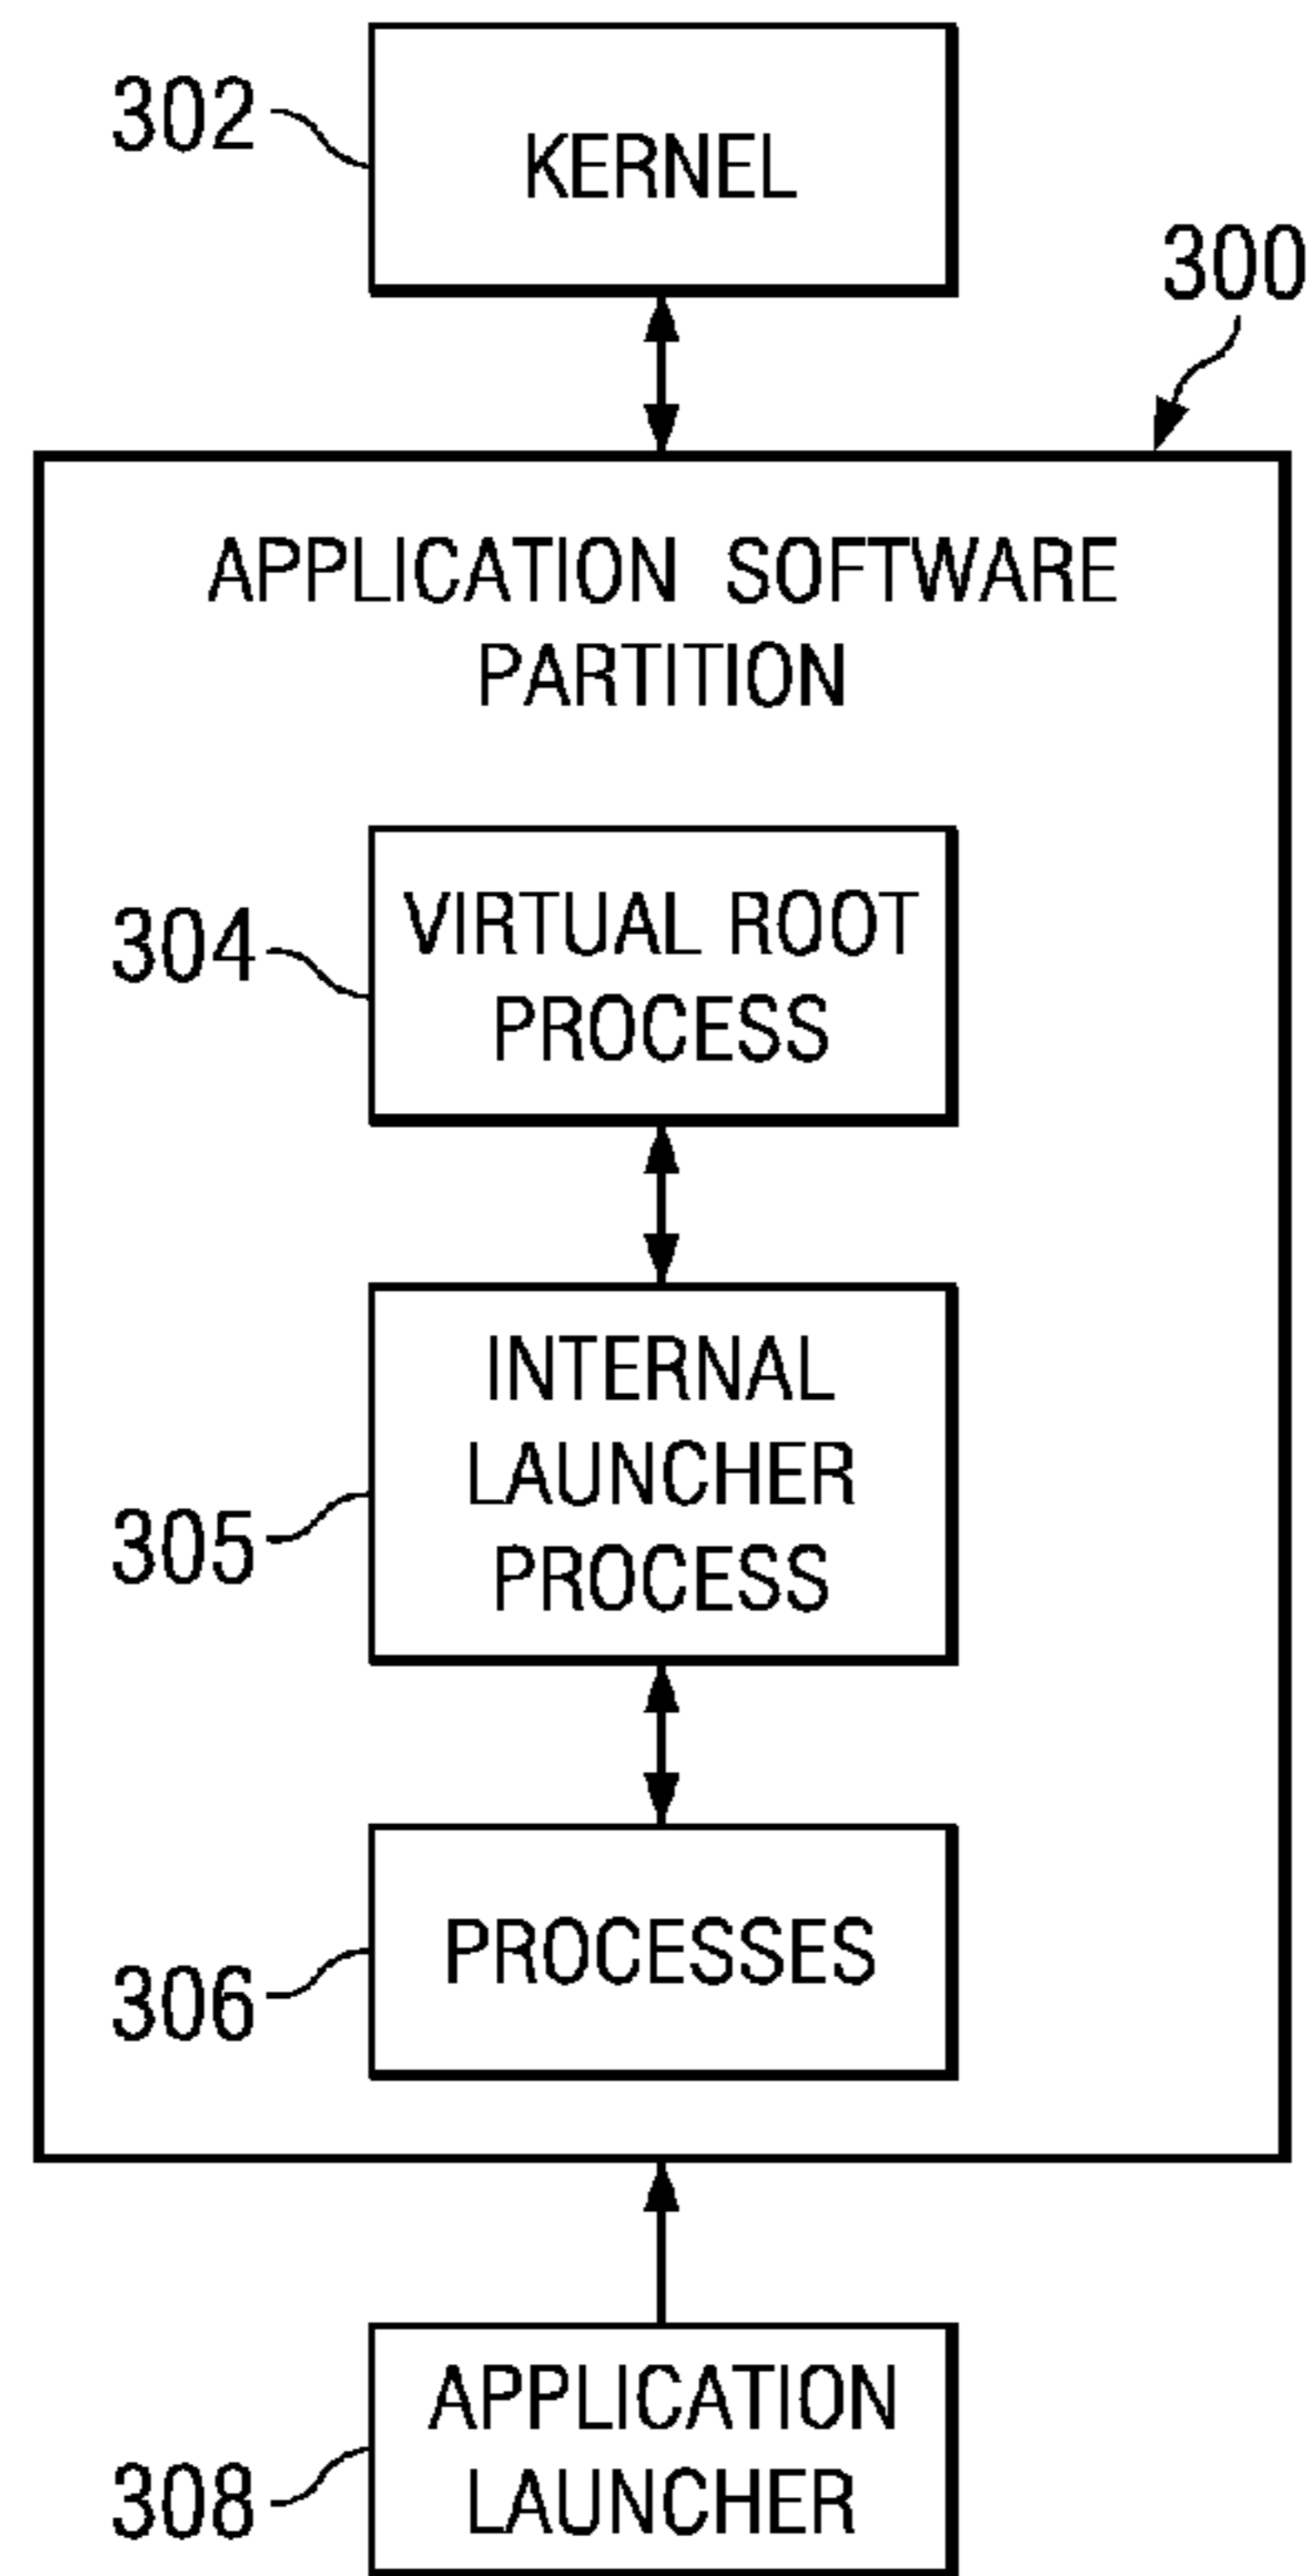 302
KERNEL
300
APPLICATION SOFTWARE
PARTITION
304
VIRTUAL ROOT
PROCESS
305
INTERNAL
LAUNCHER
PROCESS
306
PROCESSES
308
APPLICATION
LAUNCHER